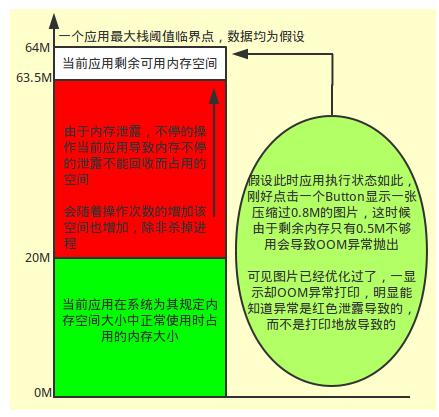 一个应用最大栈阈值临界点，数据均为假设
64M
当前应用剩余可用内存空间
63.5M
由于内存泄露，不停的操
作当前应用导致内存不停
的泄露不能回收而占用的
空间
会随着操作次数的增加该
空间也增加，除非杀掉进
程
20M
当前应用在系统为其规定内
存空间大小中正常使用时占
用的内存大小
0M
假设此时应用执行状态如此，
刚好点击一个Button显示一张
压缩过0.8M的图片，这时候
由于剩余内存只有0.5M不够
用会导致OOM异常抛出
可见图片已经优化过了，一显
示却OOM异常打印，明显能
知道异常是红色泄露导致的，
而不是打印地放导致的